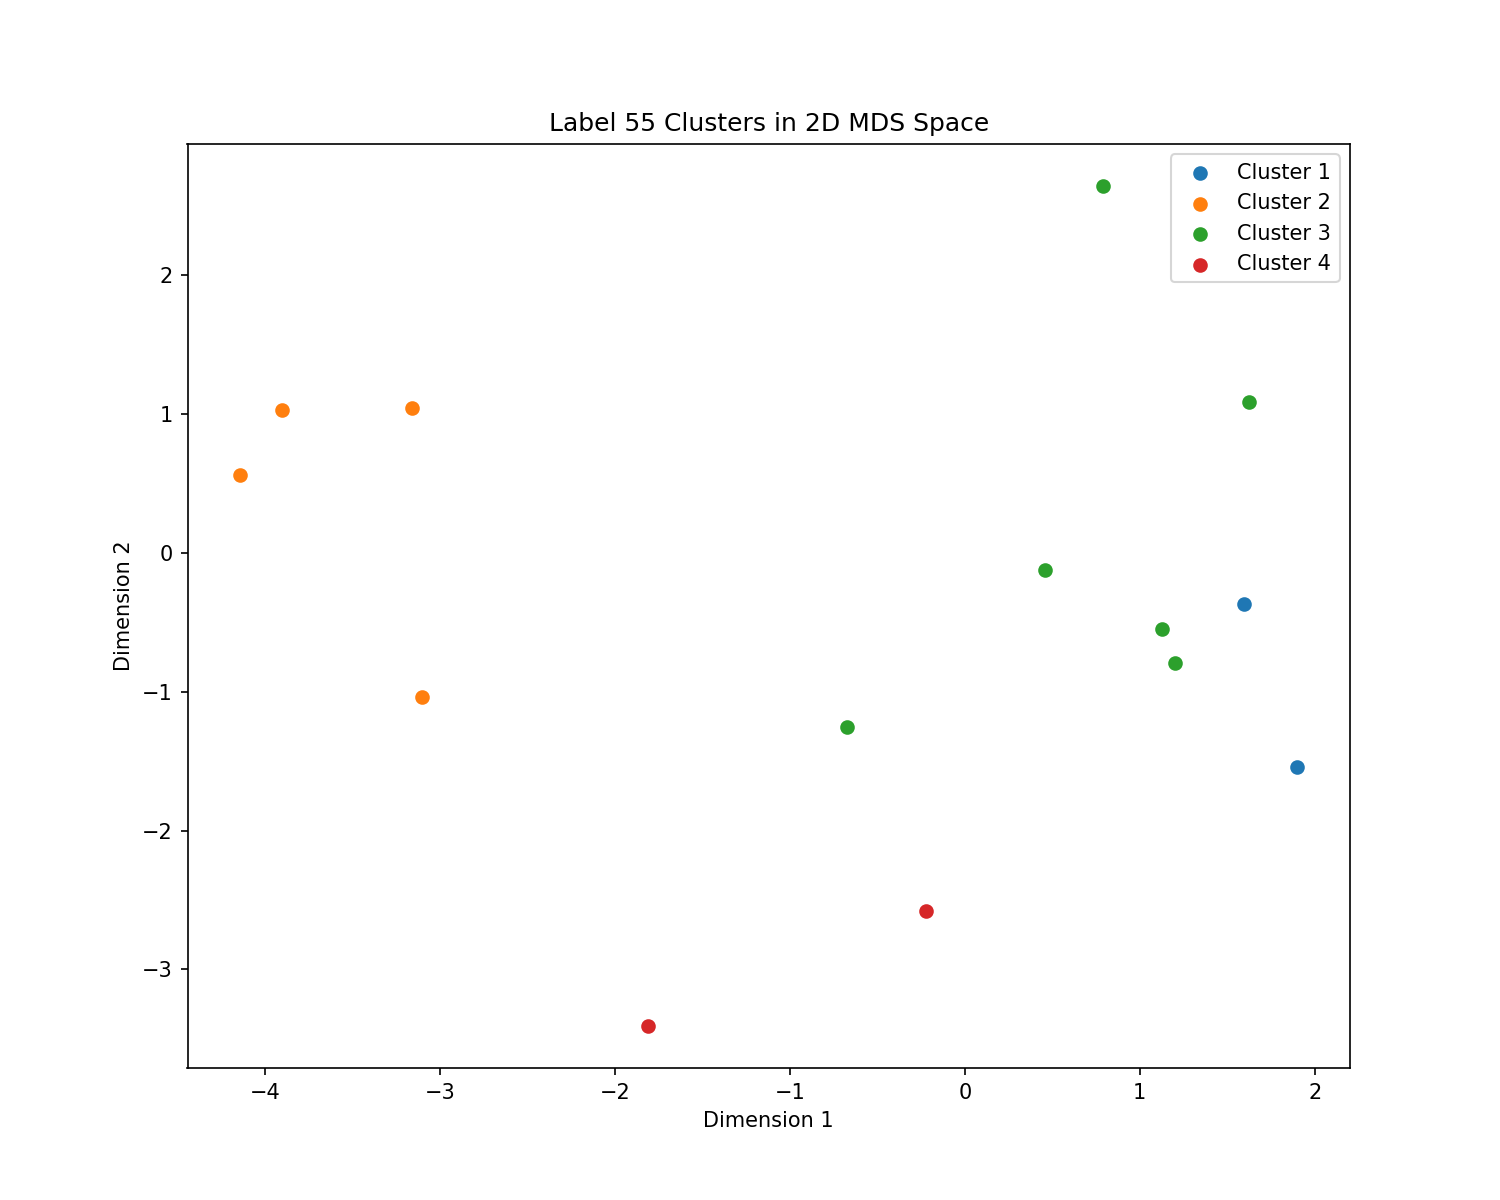 Label 55 Clusters in 2D MDS Space
Cluster 1
Cluster 2
Cluster 3
Cluster 4
2
1
0
−1
−2
−3
Dimension 2
−4
−3
−2
−1
0
1
2
Dimension 1